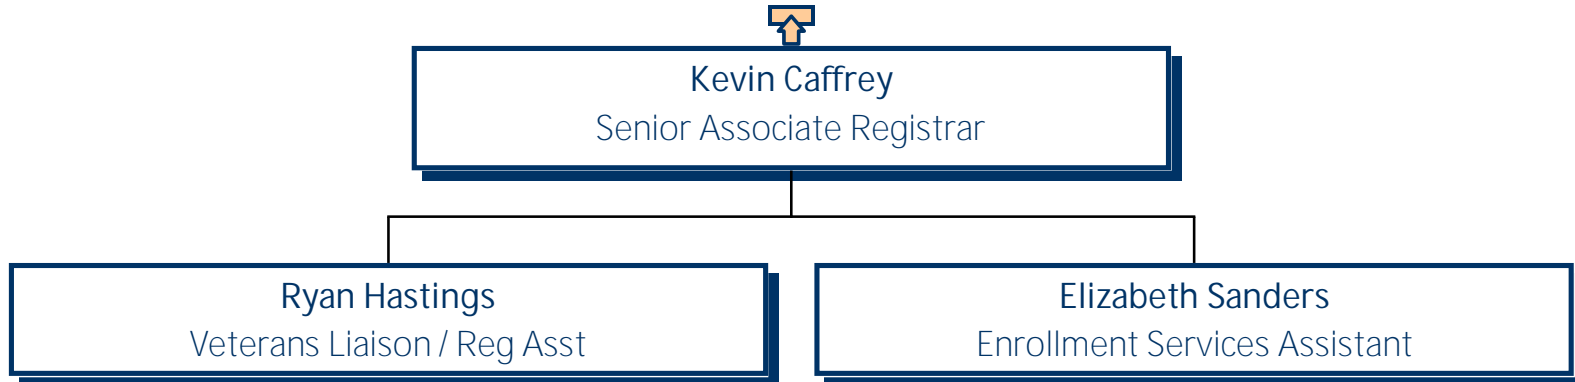 Kevin Caffrey
Senior Associate Registrar
Ryan Hastings
Veterans Liaison / Reg Asst
Elizabeth Sanders
Enrollment Services Assistant